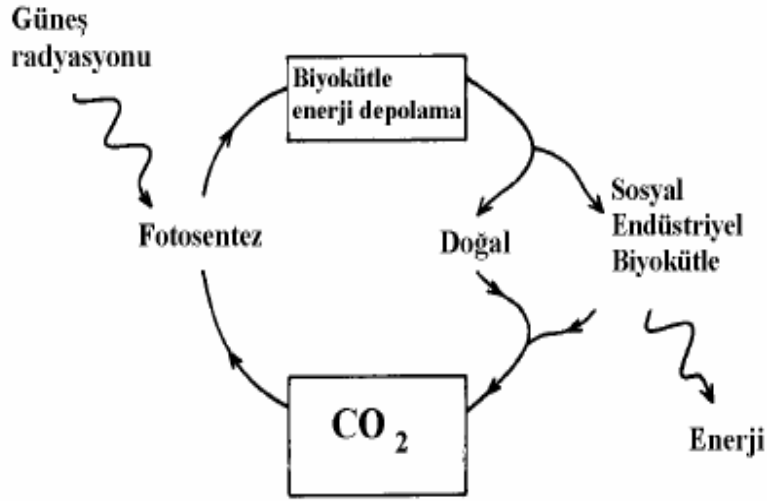 Güneş
radyasyonu
Biyokütle
enerji depolama
Fotosentez
Doğal
Sosyal
Endüstriyel
Biyokütle
CO 2
Enerji